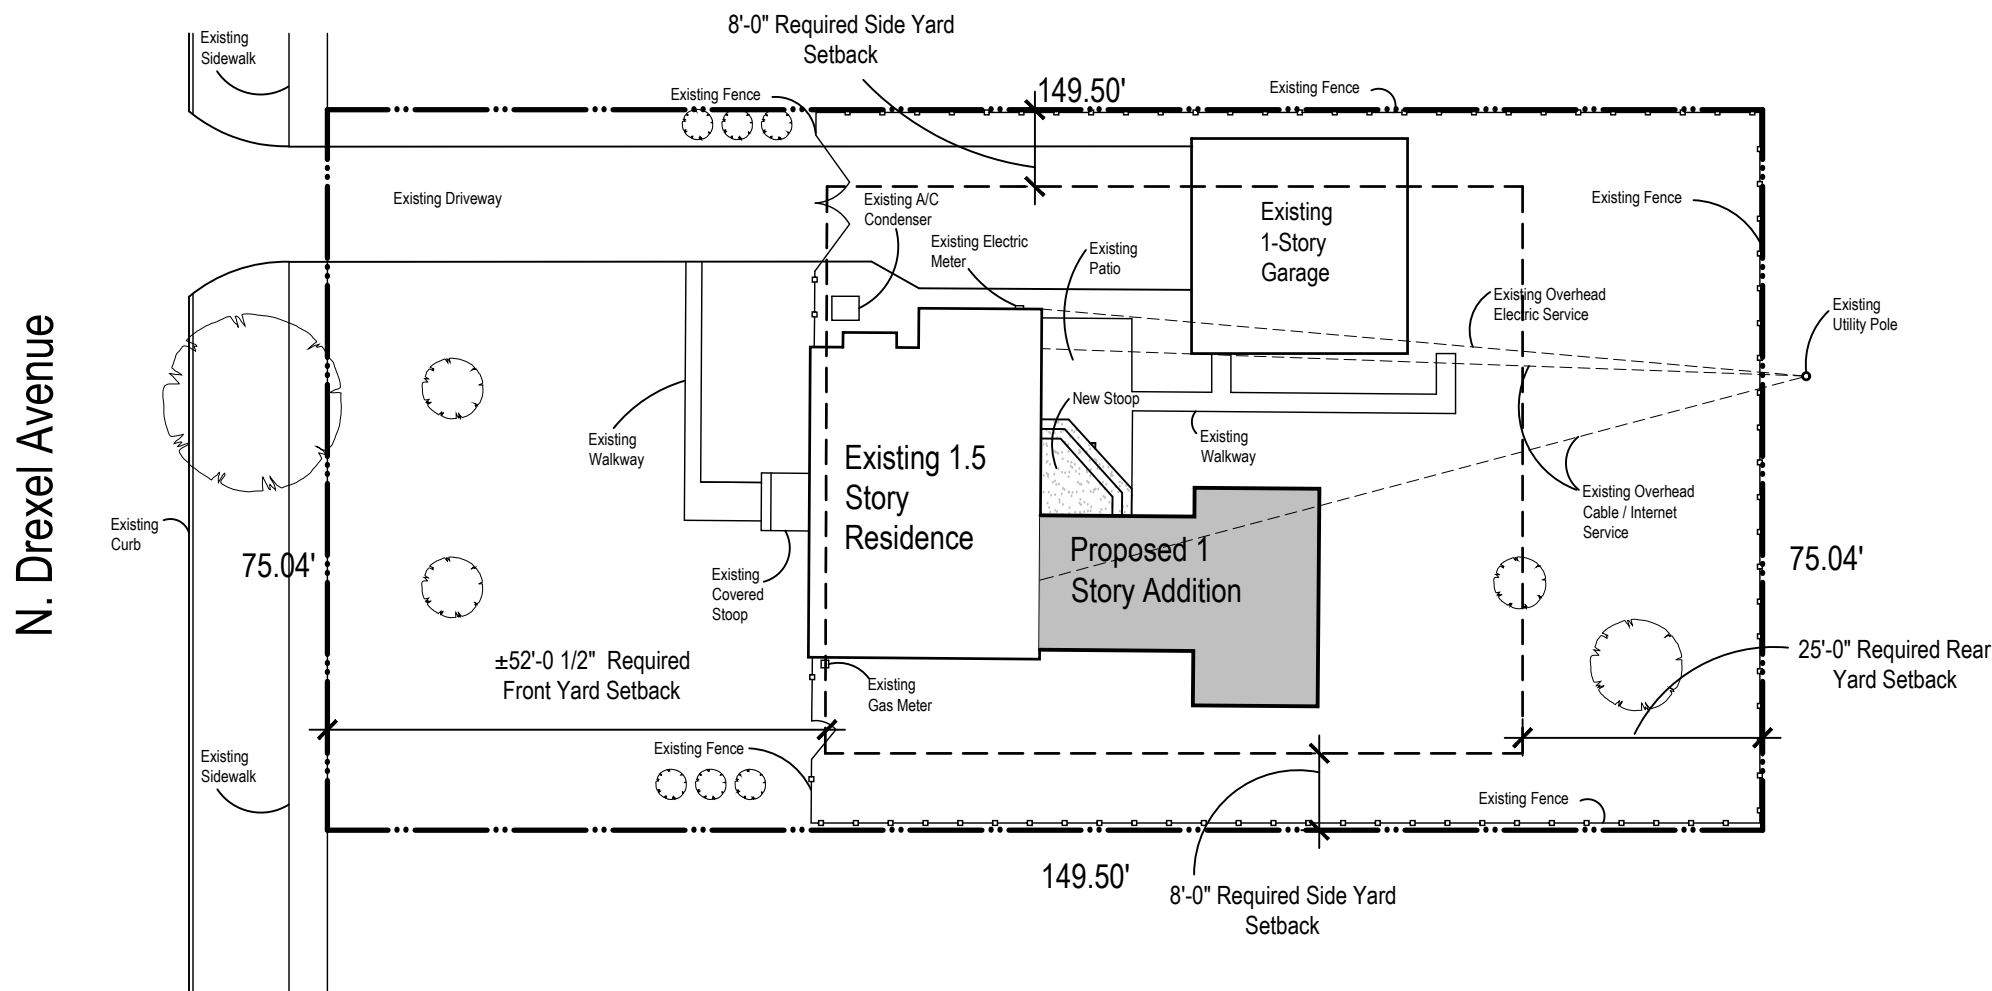 8'-0" Required Side Yard
Setback
Existing
Sidewalk
Existing Fence
149.50'
Existing Fence
Existing Driveway
Existing A/C
Condenser
Existing Electric
Meter
Existing
Patio
Existing
1-Story
Garage
Existing Fence
Existing Overhead
Electric Service
Existing
Utility Pole
N. Drexel Avenue
New Stoop
Existing
Walkway
Existing 1.5
Story
Residence
Existing
Walkway
Existing Overhead
Cable / Internet
Service
Existing
Curb
75.04'
Existing
Covered
Stoop
Proposed 1
Story Addition
75.04'
±52'-0 1/2" Required
Front Yard Setback
Existing
Gas Meter
25'-0" Required Rear
Yard Setback
Existing
Sidewalk
Existing Fence
Existing Fence
149.50'
8'-0" Required Side Yard
Setback